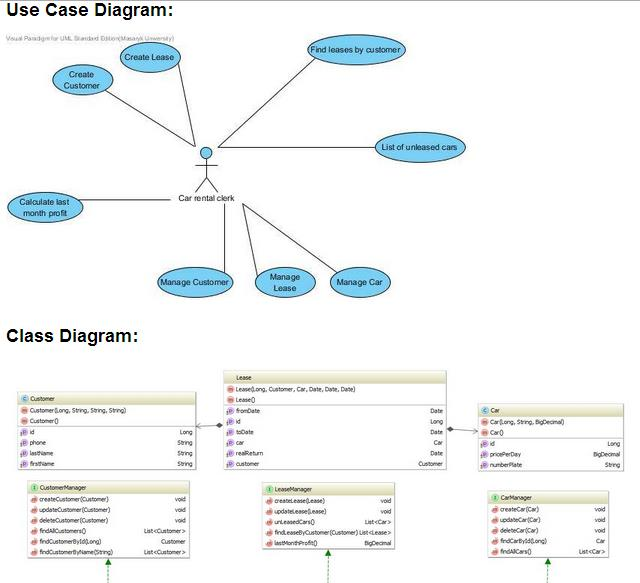 Use Case Diagram:
Visual Paradigm for UML Standard Edition(Masaryk University)
Create Lease
Find leases by customer
Create
Customer
List of unleased cars
Car rental clerk
Calculate last
month profit
Manage Customer
Manage
Lease
Manage Car
Class Diagram:
Customer
Customer(Long, String, String, String)
Customer()
id Long
phone String
lastName String
firstName String
Lease
Lease(Long, Customer, Car, Date, Date, Date)
Lease()
fromDate Date
id Long
toDate Date
car Car
realReturn Date
customer Customer
Car
Car(Long, String, BigDecimal)
Car()
id Long
pricePerDay BigDecimal
numberPlate String
CustomerManager
createCustomer(Customer) void
updateCustomer(Customer) void
deleteCustomer(Customer) void
findAllCustomers() List<Customer>
findCustomerById(Long) Customer
findCustomerByName(String) List<Customer>
LeaseManager
createLease(Lease) void
updateLease(Lease) void
unLeasedCars() List<Car>
findLeaseByCustomer(Customer) List<Lease>
lastMonthProfit() BigDecimal
CarManager
createCar(Car) void
updateCar(Car) void
deleteCar(Car) void
findCarById(Long) Car
findAllCars() List<Car>